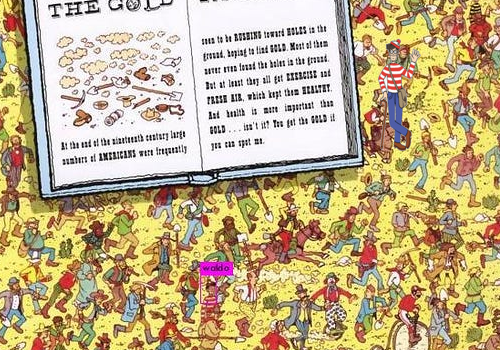 THE GOLD
At the end of the nineteenth century large
numbers of AMERICANS were frequently
seen to be RUSHING toward HOLES in the
ground, hoping to find GOLD. Most of them
never even found the holes in the ground.
But at least they all got EXERCISE and
FRESH AIR, which kept them HEALTHY.
And health is more important than
GOLD . . . isn't it? You get the GOLD if
you can spot me.
waldo